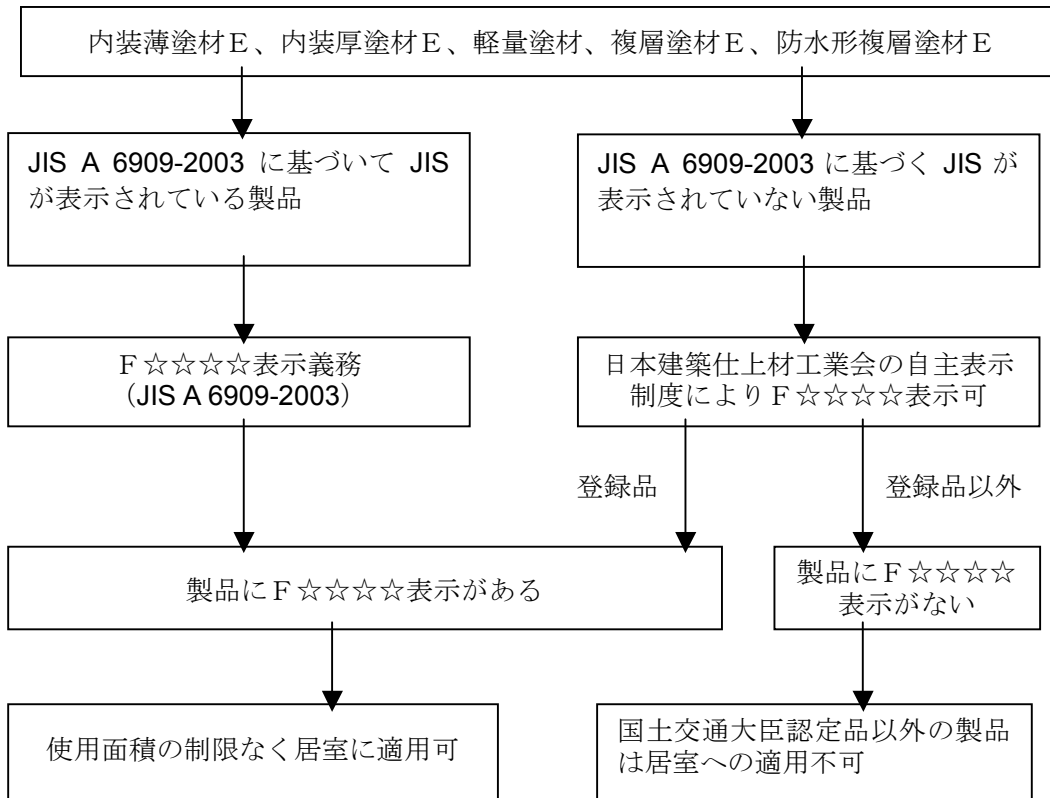 内装薄塗材Ｅ、内装厚塗材Ｅ、軽量塗材、複層塗材Ｅ、防水形複層塗材Ｅ
JIS A 6909-2003 に基づいて JIS
が表示されている製品
JIS A 6909-2003 に基づく JIS が
表示されていない製品
Ｆ☆☆☆☆表示義務
（JIS A 6909-2003）
日本建築仕上材工業会の自主表示
制度によりＦ☆☆☆☆表示可
登録品
登録品以外
製品にＦ☆☆☆☆表示がある
製品にＦ☆☆☆☆
表示がない
使用面積の制限なく居室に適用可
国土交通大臣認定品以外の製品
は居室への適用不可